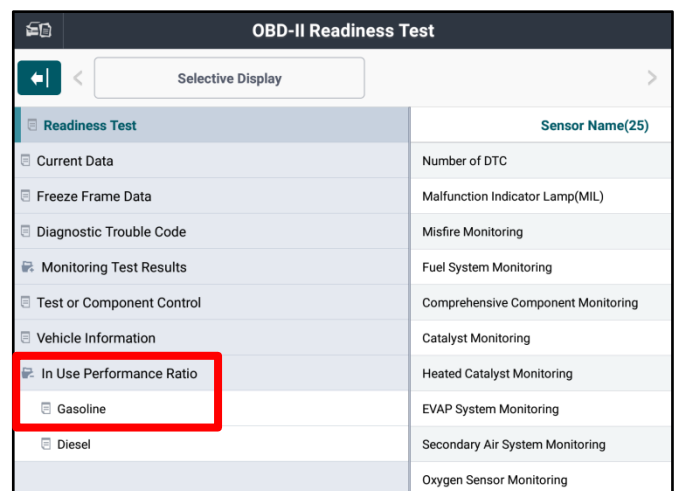 OBD-II Readiness Test
Selective Display
Readiness Test
Sensor Name(25)
Current Data
Number of DTC
Freeze Frame Data
Malfunction Indicator Lamp(MIL)
Diagnostic Trouble Code
Misfire Monitoring
Monitoring Test Results
Fuel System Monitoring
Test or Component Control
Comprehensive Component Monitoring
Vehicle Information
Catalyst Monitoring
In Use Performance Ratio
Heated Catalyst Monitoring
Gasoline
EVAP System Monitoring
Diesel
Secondary Air System Monitoring
Oxygen Sensor Monitoring